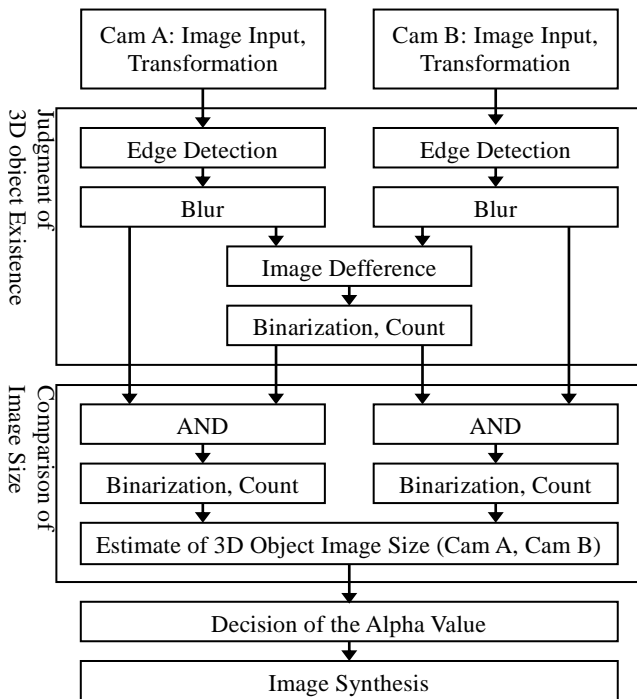 Cam A: Image Input,
Transformation
Cam B: Image Input,
Transformation
Judgment of
3D object Existence
Edge Detection
Edge Detection
Blur
Blur
Image Defference
Binarization, Count
Comparison of
Image Size
AND
AND
Binarization, Count
Binarization, Count
Estimate of 3D Object Image Size (Cam A, Cam B)
Decision of the Alpha Value
Image Synthesis